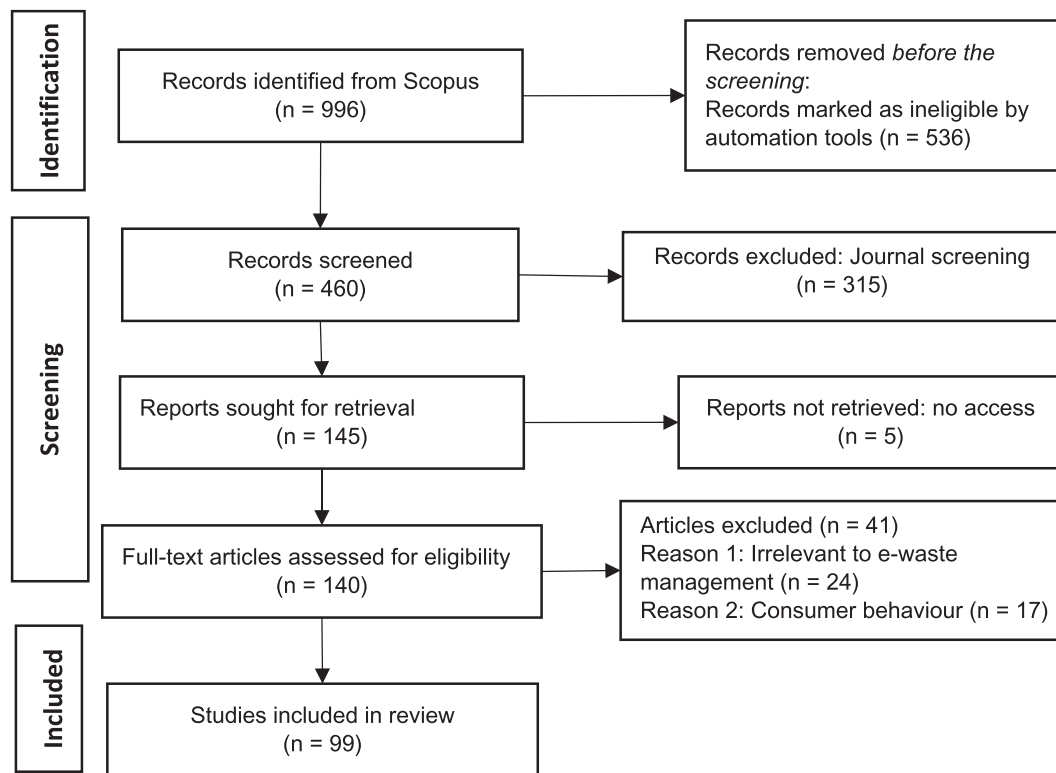 Identification
Records identified from Scopus
(n = 996)
Records removed before the
screening:
Records marked as ineligible by
automation tools (n = 536)
Screening
Records screened
(n = 460)
Records excluded: Journal screening
(n = 315)
Reports sought for retrieval
(n = 145)
Reports not retrieved: no access
(n = 5)
Full-text articles assessed for eligibility
(n = 140)
Articles excluded (n = 41)
Reason 1: Irrelevant to e-waste
management (n = 24)
Reason 2: Consumer behaviour (n = 17)
Included
Studies included in review
(n = 99)